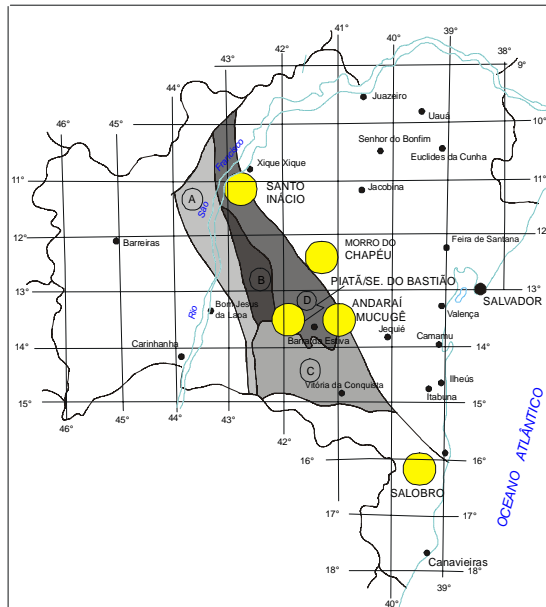 41°
42°
40°
43°
39°
38°
44°
9°
45°
46°
Juazeiro
Uauá
10°
Senhor do Bonfim
Euclides da Cunha
Francisco
Xique Xique
11°
11°
SANTO
INÁCIO
Jacobina
A
São
12°
Barreiras
MORRO DO
CHAPÉU
Feira de Santana
12°
B
PIATÃ/SE. DO BASTIÃO
13°
D
13°
SALVADOR
Rio
Bom Jesus
da Lapa
ANDARAÍ
MUCUGÊ
Valença
Barra da Estiva
Jequié
Camamu
14°
Carinhanha
14°
C
Vitória da Conquista
Ilhéus
Itabuna
15°
15°
46°
45°
44°
43°
42°
16°
16°
SALOBRO
OCEANO ATLÂNTICO
17°
17°
Canavieiras
18°
18°
39°
40°